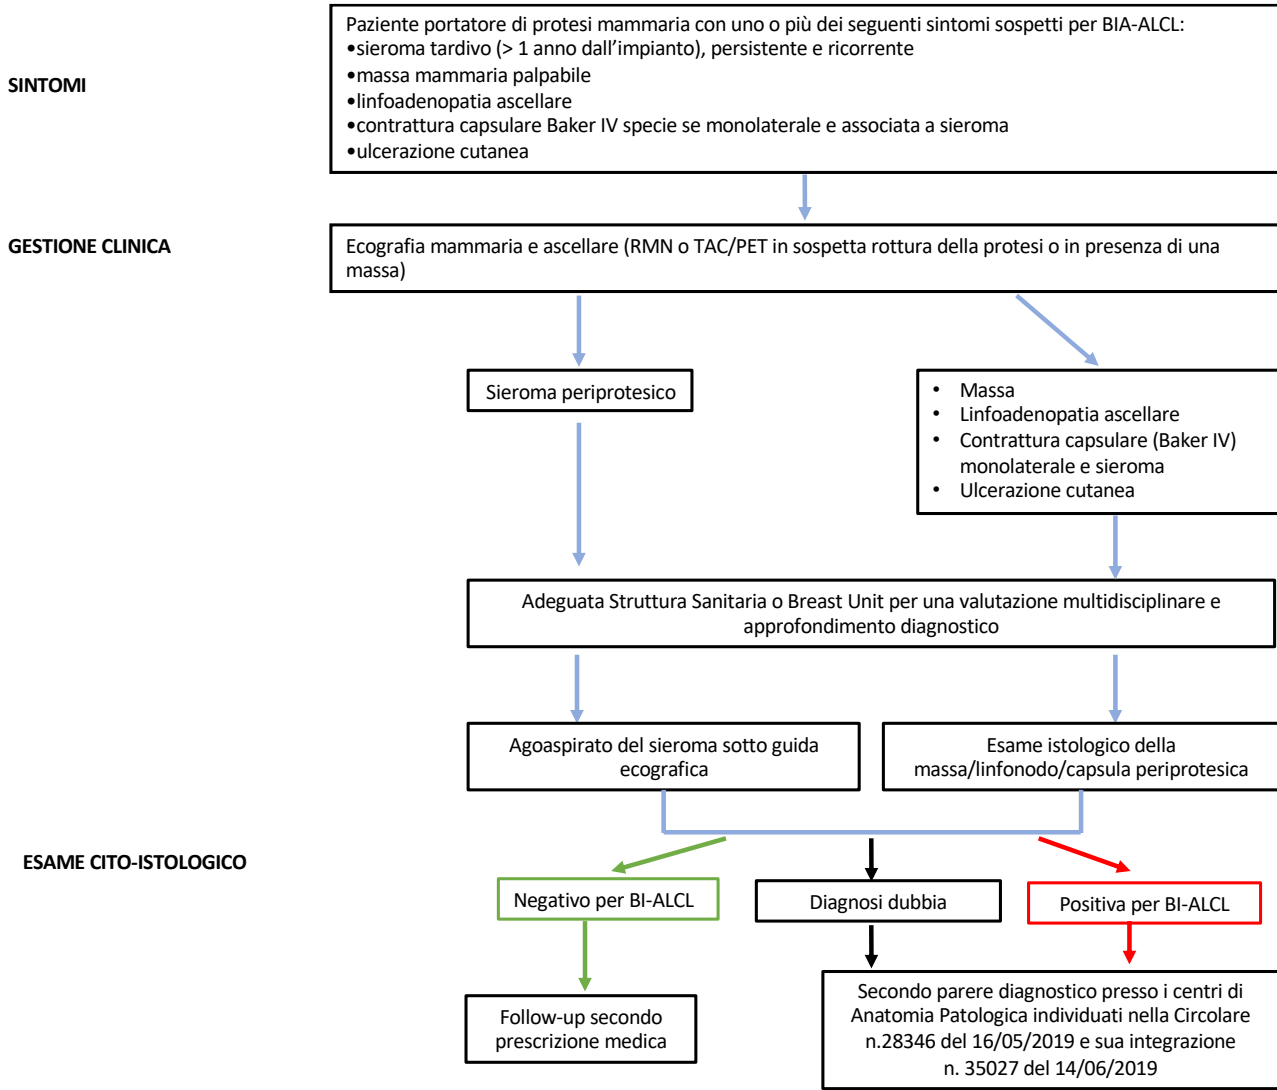 Paziente portatore di protesi mammaria con uno o più dei seguenti sintomi sospetti per BIA-ALCL:
•sieroma tardivo (> 1 anno dall'impianto), persistente e ricorrente
SINTOMI
•massa mammaria palpabile
•linfoadenopatia ascellare
•contrattura capsulare Baker IV specie se monolaterale e associata a sieroma
•ulcerazione cutanea
GESTIONE CLINICA
Ecografia mammaria e ascellare (RMN o TAC/PET in sospetta rottura della protesi o in presenza di una
massa)
Sieroma periprotesico
• Massa
• Linfoadenopatia ascellare
• Contrattura capsulare (Baker IV)
monolaterale e sieroma
• Ulcerazione cutanea
Adeguata Struttura Sanitaria o Breast Unit per una valutazione multidisciplinare e
approfondimento diagnostico
Agoaspirato del sieroma sotto guida
ecografica
Esame istologico della
massa/linfonodo/capsula periprotesica
ESAME CITO-ISTOLOGICO
Negativo per BI-ALCL
Diagnosi dubbia
Positiva per BI-ALCL
Follow-up secondo
prescrizione medica
Secondo parere diagnostico presso i centri di
Anatomia Patologica individuati nella Circolare
n.28346 del 16/05/2019 e sua integrazione
n. 35027 del 14/06/2019